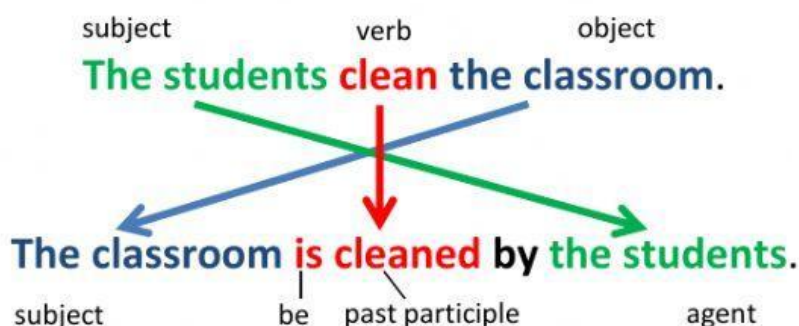 subject verb object
The students clean the classroom.
The classroom is cleaned by the students.
subject be past participle agent